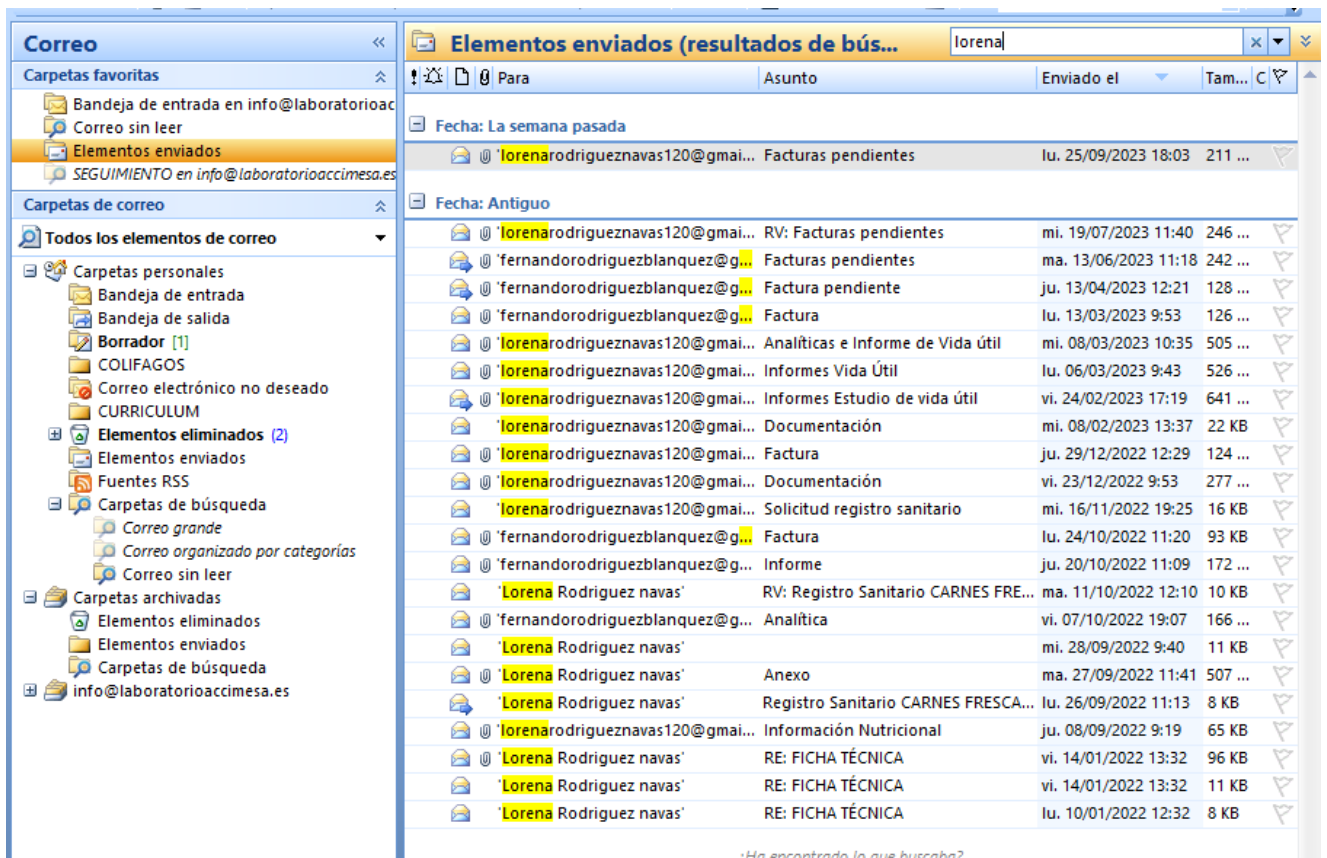 Correo «
Carpetas favoritas
Bandeja de entrada en info@laboratorioac
Correo sin leer
Elementos enviados
SEGUIMIENTO en info@laboratorioaccimesa.es
Carpetas de correo
Todos los elementos de correo
Carpetas personales
Bandeja de entrada
Bandeja de salida
Borrador [1]
COLIFAGOS
Correo electrónico no deseado
CURRICULUM
Elementos eliminados (2)
Elementos enviados
Fuentes RSS
Carpetas de búsqueda
Correo grande
Correo organizado por categorías
Correo sin leer
Carpetas archivadas
Elementos eliminados
Elementos enviados
Carpetas de búsqueda
info@laboratorioaccimesa.es
Elementos enviados (resultados de bús... lorena
Para Asunto Enviado el Tam... C
Fecha: La semana pasada
'lorenarodrigueznavas120@gmai... Facturas pendientes lu. 25/09/2023 18:03 211 ...
Fecha: Antiguo
'lorenarodrigueznavas120@gmai... RV: Facturas pendientes mi. 19/07/2023 11:40 246 ...
'fernandorodriguezblanquez@g... Facturas pendientes ma. 13/06/2023 11:18 242 ...
'fernandorodriguezblanquez@g... Factura pendiente ju. 13/04/2023 12:21 128 ...
'fernandorodriguezblanquez@g... Factura lu. 13/03/2023 9:53 126 ...
'lorenarodrigueznavas120@gmai... Analíticas e Informe de Vida útil mi. 08/03/2023 10:35 505 ...
'lorenarodrigueznavas120@gmai... Informes Vida Útil lu. 06/03/2023 9:43 526 ...
'lorenarodrigueznavas120@gmai... Informes Estudio de vida útil vi. 24/02/2023 17:19 641 ...
'lorenarodrigueznavas120@gmai... Documentación mi. 08/02/2023 13:37 22 KB
'lorenarodrigueznavas120@gmai... Factura ju. 29/12/2022 12:29 124 ...
'lorenarodrigueznavas120@gmai... Documentación vi. 23/12/2022 9:53 277 ...
'lorenarodrigueznavas120@gmai... Solicitud registro sanitario mi. 16/11/2022 19:25 16 KB
'fernandorodriguezblanquez@g... Factura lu. 24/10/2022 11:20 93 KB
'fernandorodriguezblanquez@g... Informe ju. 20/10/2022 11:09 172 ...
'Lorena Rodriguez navas' RV: Registro Sanitario CARNES FRE... ma. 11/10/2022 12:10 10 KB
'fernandorodriguezblanquez@g... Analítica vi. 07/10/2022 19:07 166 ...
'Lorena Rodriguez navas' mi. 28/09/2022 9:40 11 KB
'Lorena Rodriguez navas' Anexo ma. 27/09/2022 11:41 507 ...
'Lorena Rodriguez navas' Registro Sanitario CARNES FRESCA... lu. 26/09/2022 11:13 8 KB
'lorenarodrigueznavas120@gmai... Información Nutricional ju. 08/09/2022 9:19 65 KB
'Lorena Rodriguez navas' RE: FICHA TÉCNICA vi. 14/01/2022 13:32 96 KB
'Lorena Rodriguez navas' RE: FICHA TÉCNICA vi. 14/01/2022 13:32 11 KB
'Lorena Rodriguez navas' RE: FICHA TÉCNICA lu. 10/01/2022 12:32 8 KB
¿Ha encontrado lo que buscaba?